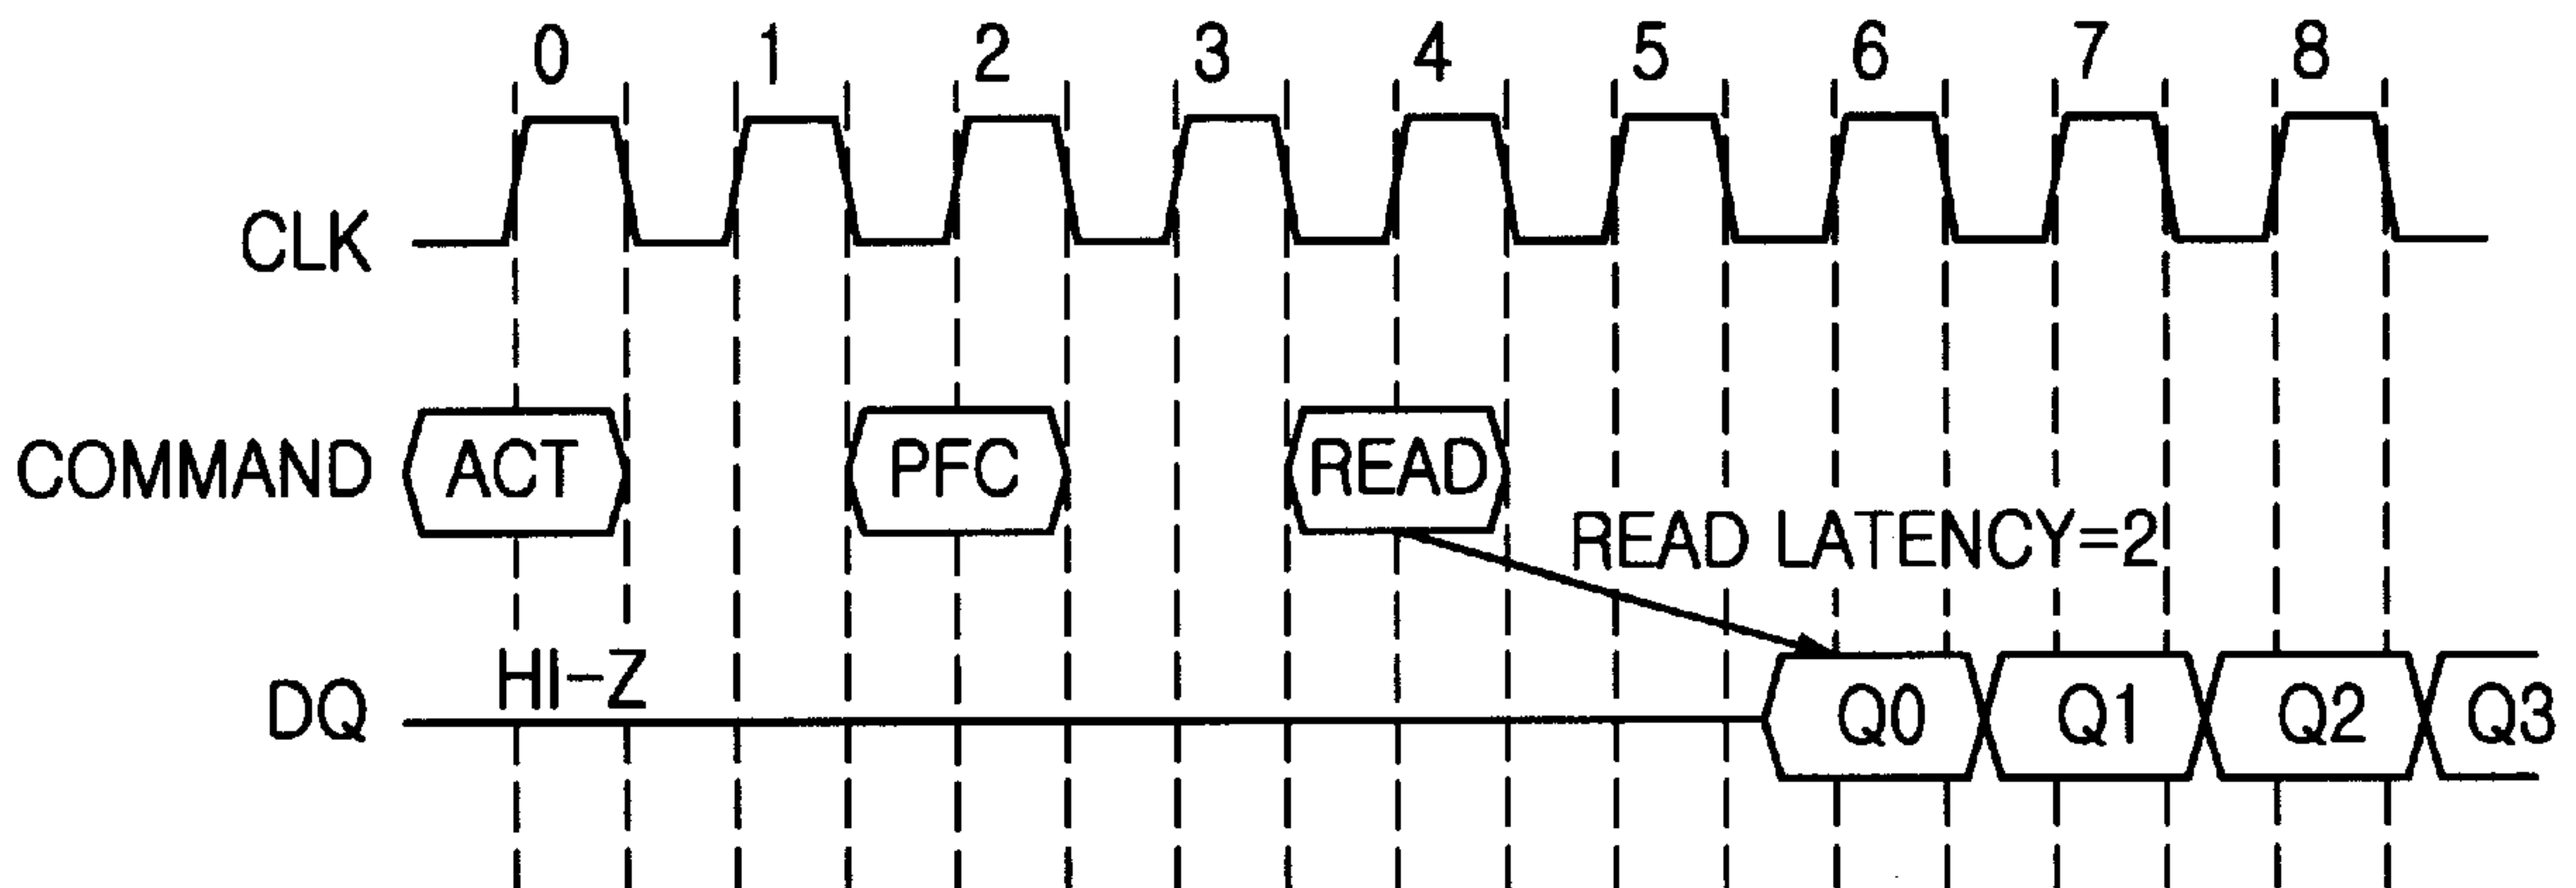 0 1 2 3 4 5 6 7 8
CLK
COMMAND ACT PFC READ
READ LATENCY=2
HI-Z
DQ Q0 Q1 Q2 Q3